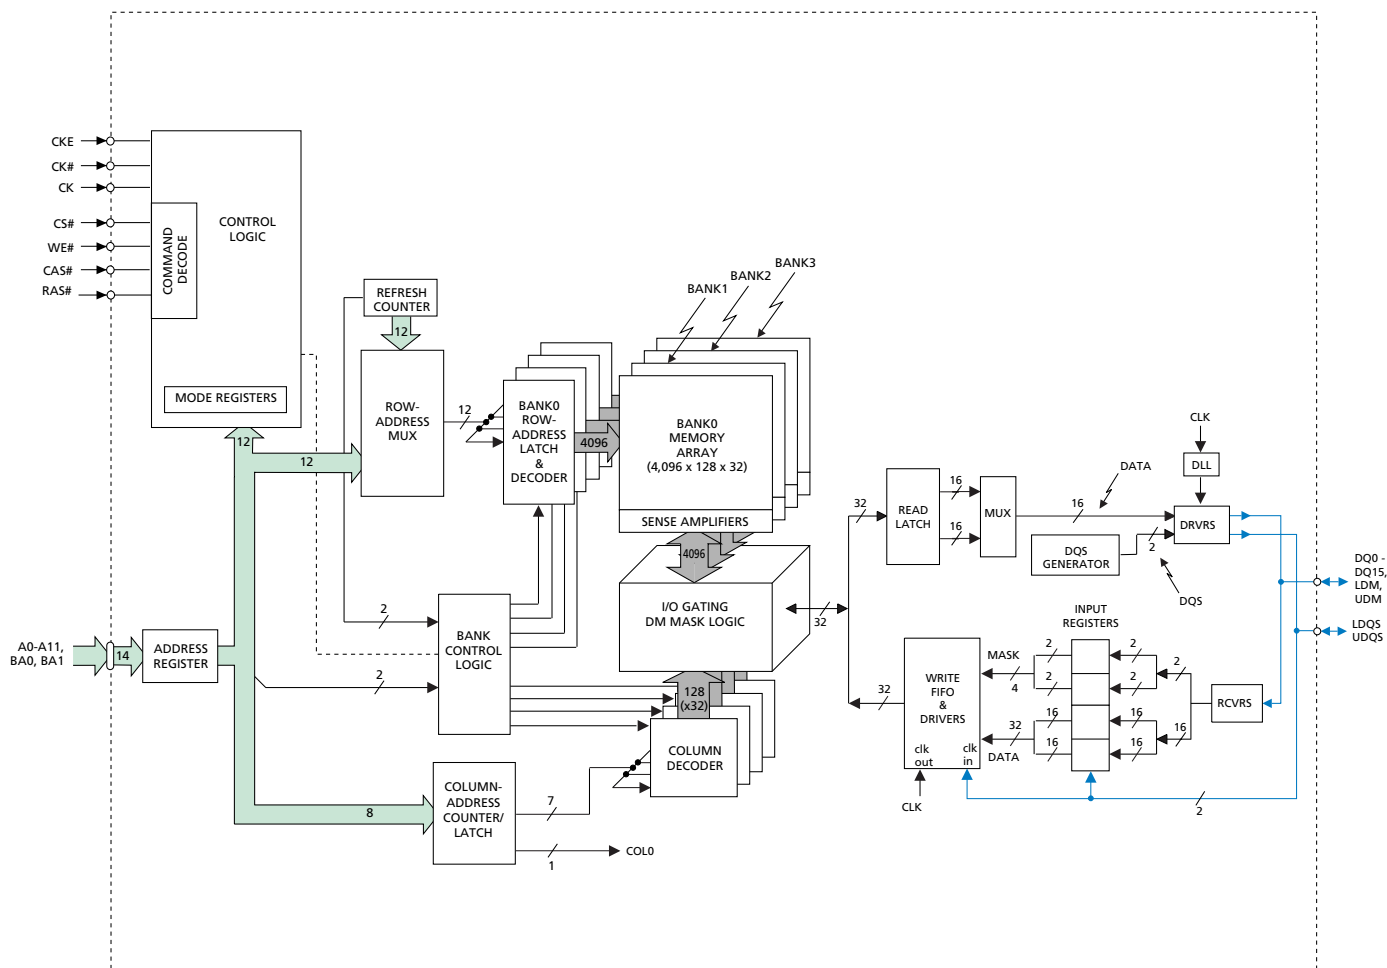 CKE
CK#
CK
CS#
WE#
CAS#
RAS#
COMMAND
DECODE
CONTROL
LOGIC
MODE REGISTERS
REFRESH
COUNTER
12
12
12
ROW-
ADDRESS
MUX
12
BANK0
ROW-
ADDRESS
LATCH
&
DECODER
4096
BANK1
BANK2
BANK3
BANK0
MEMORY
ARRAY
(4,096 x 128 x 32)
SENSE AMPLIFIERS
4096
I/O GATING
DM MASK LOGIC
32
A0-A11,
BA0, BA1
14
ADDRESS
REGISTER
2
2
BANK
CONTROL
LOGIC
128
(x32)
COLUMN
DECODER
8
COLUMN-
ADDRESS
COUNTER/
LATCH
7
1
COL0
32
READ
LATCH
16
16
MUX
16
DATA
CLK
DLL
DRVRS
DQS
GENERATOR
2
DQS
DQ0 -
DQ15,
LDM,
UDM
LDQS
UDQS
INPUT
REGISTERS
32
WRITE
FIFO
&
DRIVERS
clk
out
clk
in
CLK
MASK
4
32
DATA
2
2
16
16
2
2
16
16
2
16
RCVRS
2